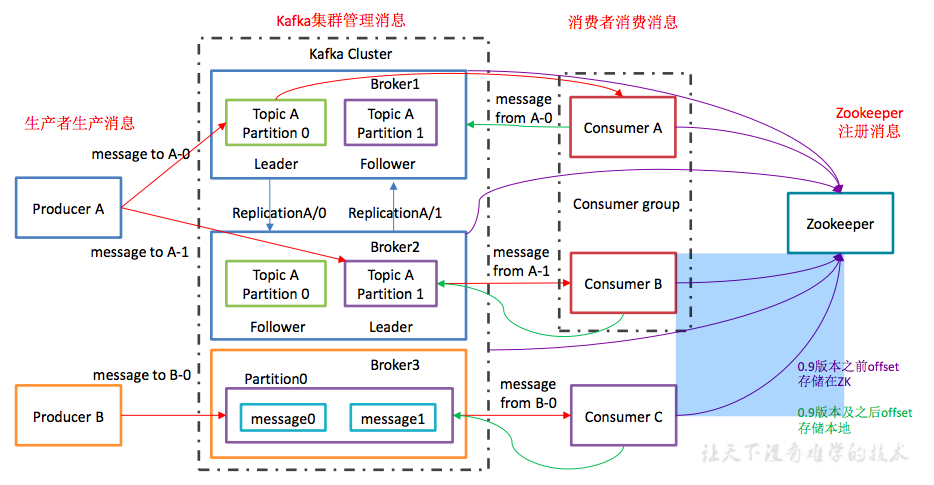 Kafka集群管理消息
消费者消费消息
Kafka Cluster
Broker1
Topic A
Partition 0
Topic A
Partition 1
Leader
Follower
message
from A-0
Consumer A
Zookeeper
注册消息
生产者生产消息
message to A-0
Producer A
message to A-1
ReplicationA/0
ReplicationA/1
Consumer group
Zookeeper
Broker2
Topic A
Partition 0
Topic A
Partition 1
Follower
Leader
message
from A-1
Consumer B
message to B-0
Producer B
Broker3
Partition0
message0
message1
message
from B-0
Consumer C
0.9版本之前offset
存储在ZK
0.9版本及之后offset
存储本地
让天下没有难学的技术